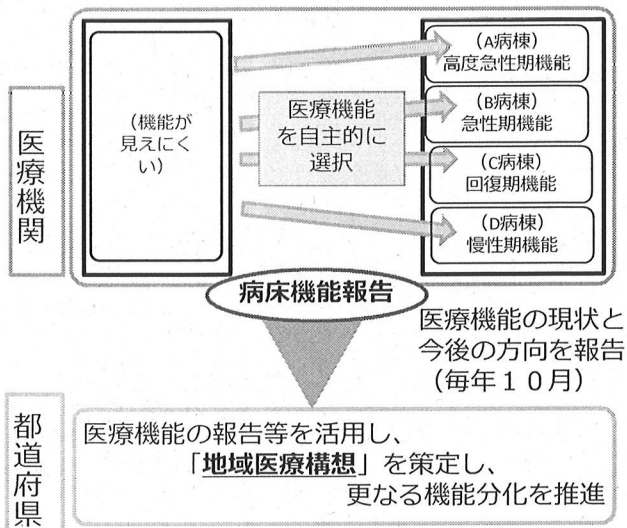 医療機関
(機能が
見えにく
い)
医療機能
を自主的に
選択
(A病棟)
高度急性期機能
(B病棟)
急性期機能
(C病棟)
回復期機能
(D病棟)
慢性期機能
病床機能報告
医療機能の現状と
今後の方向を報告
(毎年10月)
都道府県
医療機能の報告等を活用し、
「地域医療構想」を策定し、
更なる機能分化を推進